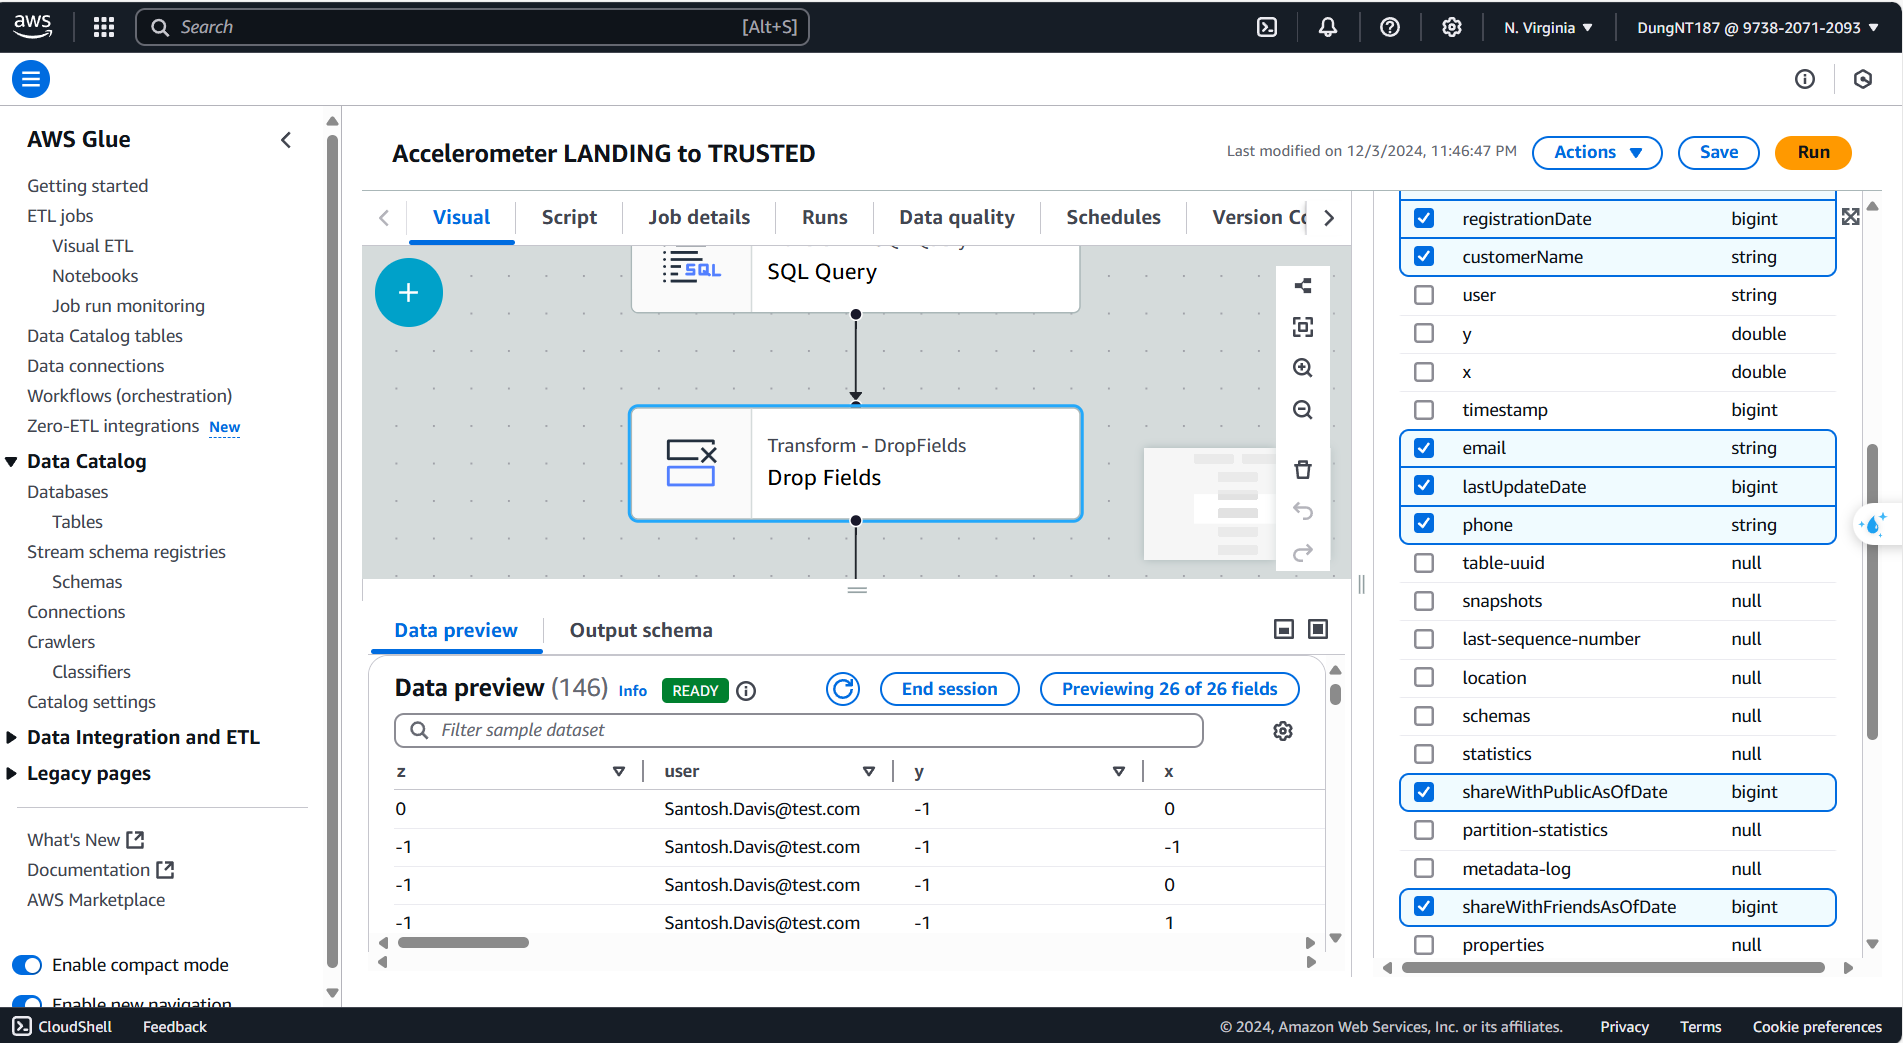 aws
Search
[Alt+S]
N. Virginia
DungNT187 @ 9738-2071-2093
AWS Glue
Getting started
ETL jobs
Visual ETL
Notebooks
Job run monitoring
Data Catalog tables
Data connections
Workflows (orchestration)
Zero-ETL integrations New
Data Catalog
Databases
Tables
Stream schema registries
Schemas
Connections
Crawlers
Classifiers
Catalog settings
Data Integration and ETL
Legacy pages
What's New
Documentation
AWS Marketplace
Enable compact mode
Enable new navigation
Accelerometer LANDING to TRUSTED
Last modified on 12/3/2024, 11:46:47 PM
Actions
Save
Run
Visual
Script
Job details
Runs
Data quality
Schedules
Version Co
SQL
SQL Query
Transform - DropFields
Drop Fields
Data preview
Output schema
Data preview (146) Info READY
End session
Previewing 26 of 26 fields
Filter sample dataset
z user y x
0 Santosh.Davis@test.com -1 0
-1 Santosh.Davis@test.com -1 -1
-1 Santosh.Davis@test.com -1 0
-1 Santosh.Davis@test.com -1 1
registrationDate bigint
customerName string
user string
y double
x double
timestamp bigint
email string
lastUpdateDate bigint
phone string
table-uuid null
snapshots null
last-sequence-number null
location null
schemas null
statistics null
shareWithPublicAsOfDate bigint
partition-statistics null
metadata-log null
shareWithFriendsAsOfDate bigint
properties null
CloudShell
Feedback
© 2024, Amazon Web Services, Inc. or its affiliates.
Privacy
Terms
Cookie preferences